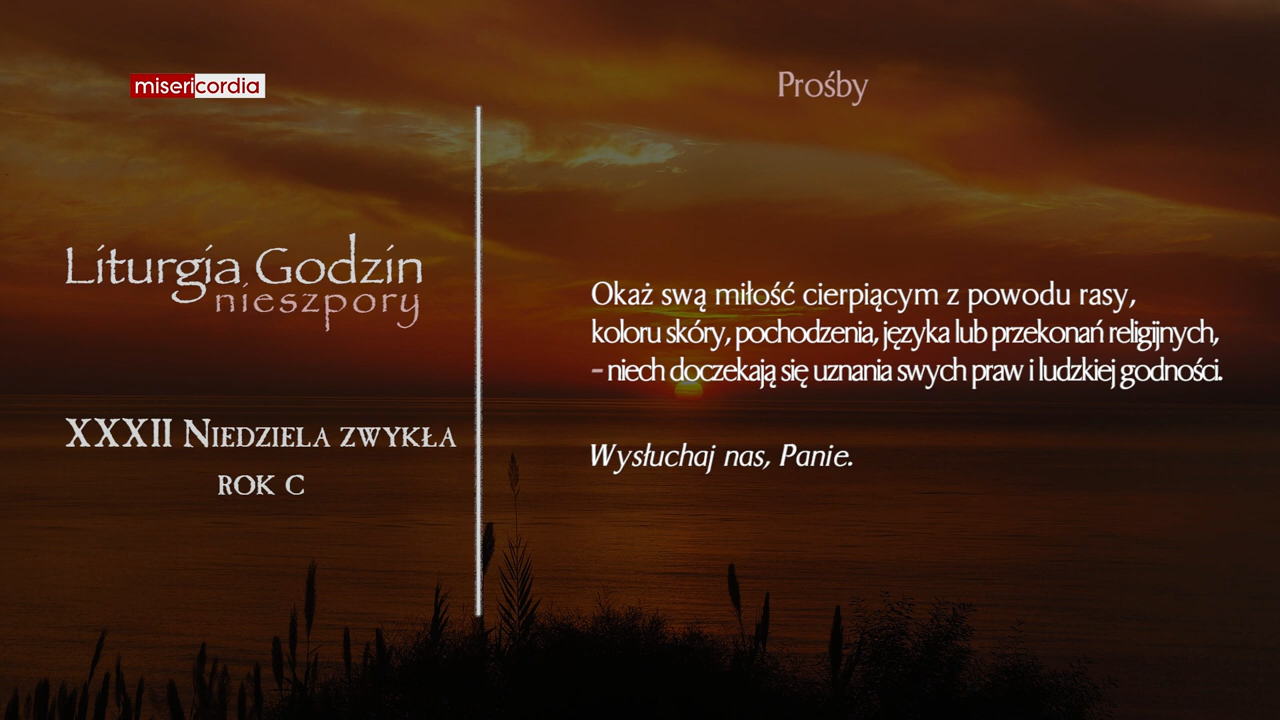 misericordia
Prośby
Liturgia Godzin
nieszpory
XXXII Niedziela zwykła
rok C
Okaż swą miłość cierpiącym z powodu rasy,
koloru skóry, pochodzenia, języka lub przekonań religijnych,
- niech doczekają się uznania swych praw i ludzkiej godności.
Wysłuchaj nas, Panie.